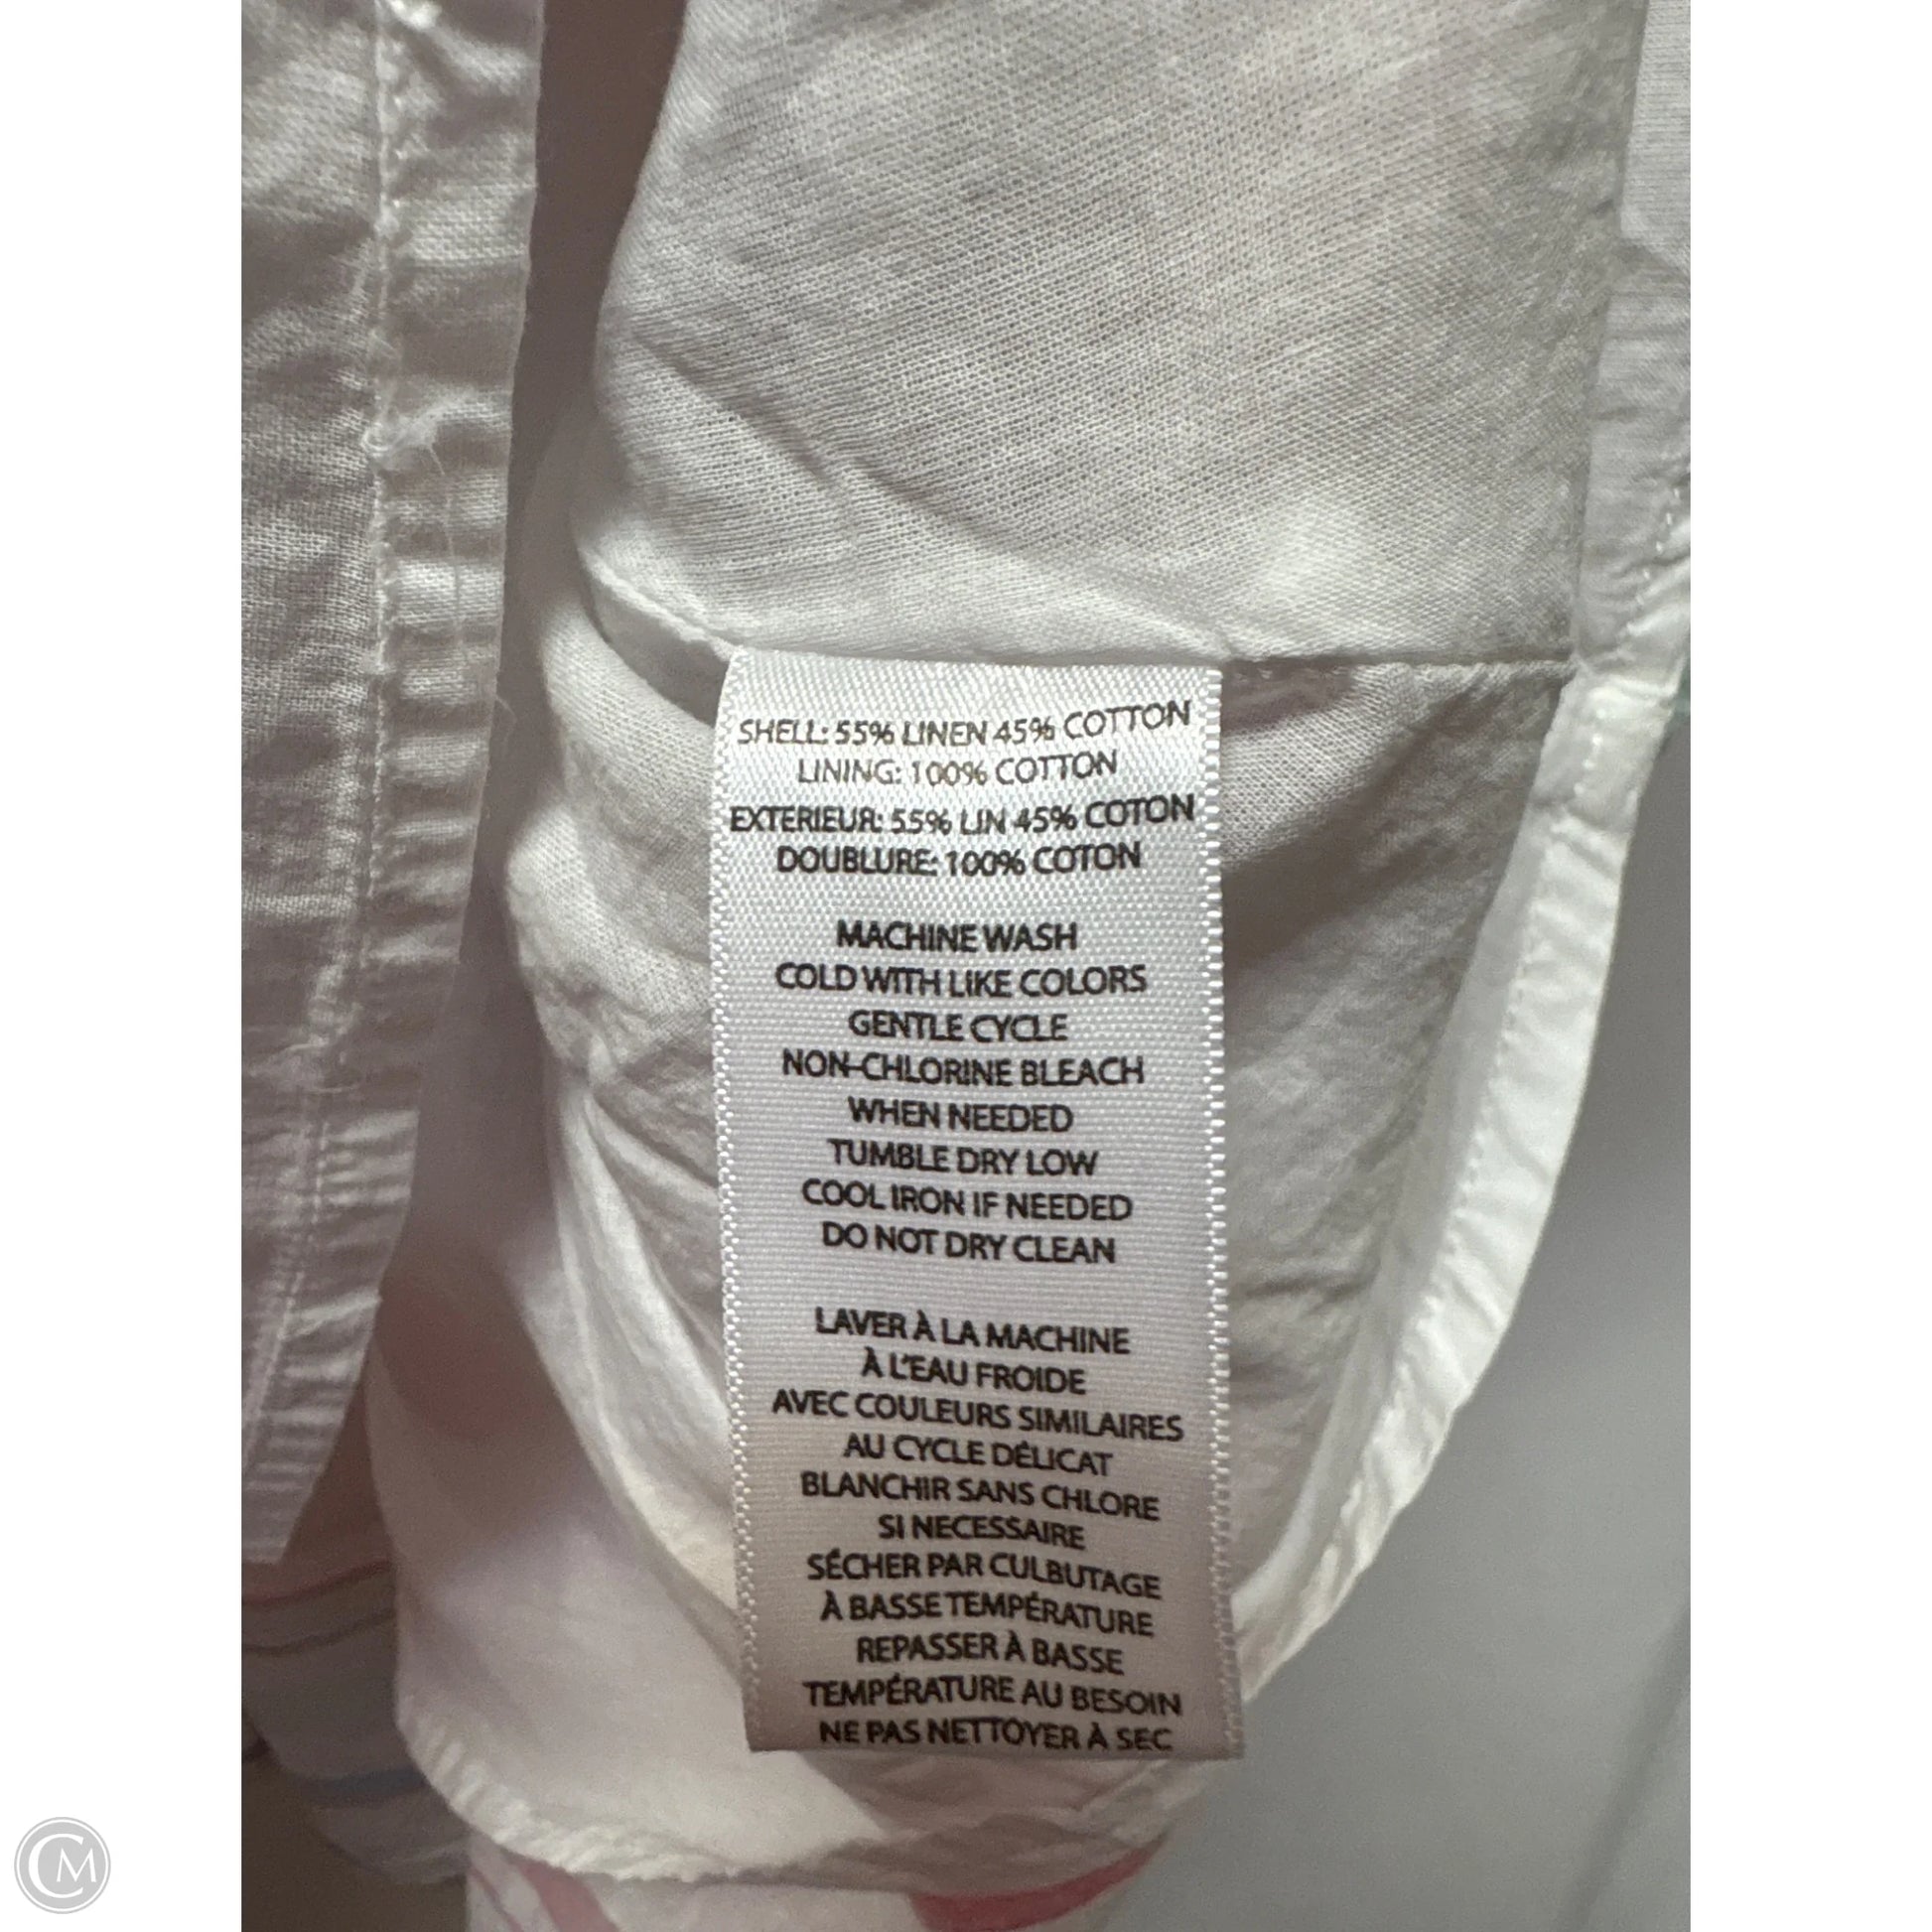 SHELL: 55% LINEN 45% COTTON
LINING: 100% COTTON
EXTERIEUR: 55% LIN 45% COTON
DOUBLURE: 100% COTON
MACHINE WASH
COLD WITH LIKE COLORS
GENTLE CYCLE
NON-CHLORINE BLEACH
WHEN NEEDED
TUMBLE DRY LOW
COOL IRON IF NEEDED
DO NOT DRY CLEAN
LAVER À LA MACHINE
À L'EAU FROIDE
AVEC COULEURS SIMILAIRES
AU CYCLE DÉLICAT
BLANCHIR SANS CHLORE
SI NECESSAIRE
SÉCHER PAR CULBUTAGE
À BASSE TEMPÉRATURE
REPASSER À BASSE
TEMPÉRATURE AU BESOIN
NE PAS NETTOYER À SEC
CM